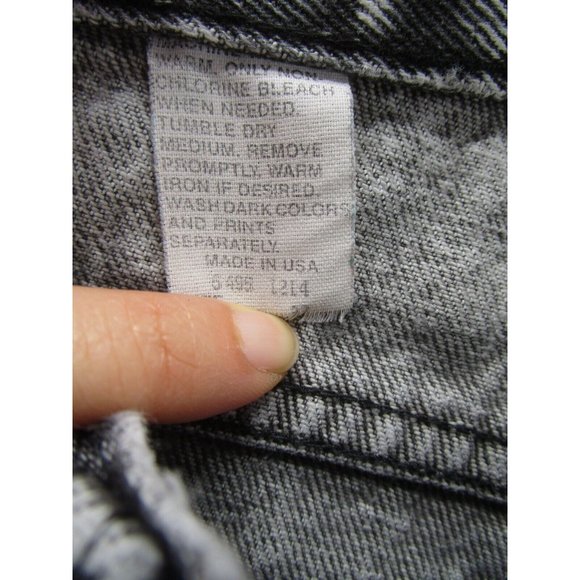 WARM. ONLY NON
CHLORINE BLEACH
WHEN NEEDED.
TUMBLE DRY
MEDIUM. REMOVE
PROMPTLY. WARM
IRON IF DESIRED.
WASH DARK COLORS
AND PRINTS
SEPARATELY.
MADE IN USA
1214